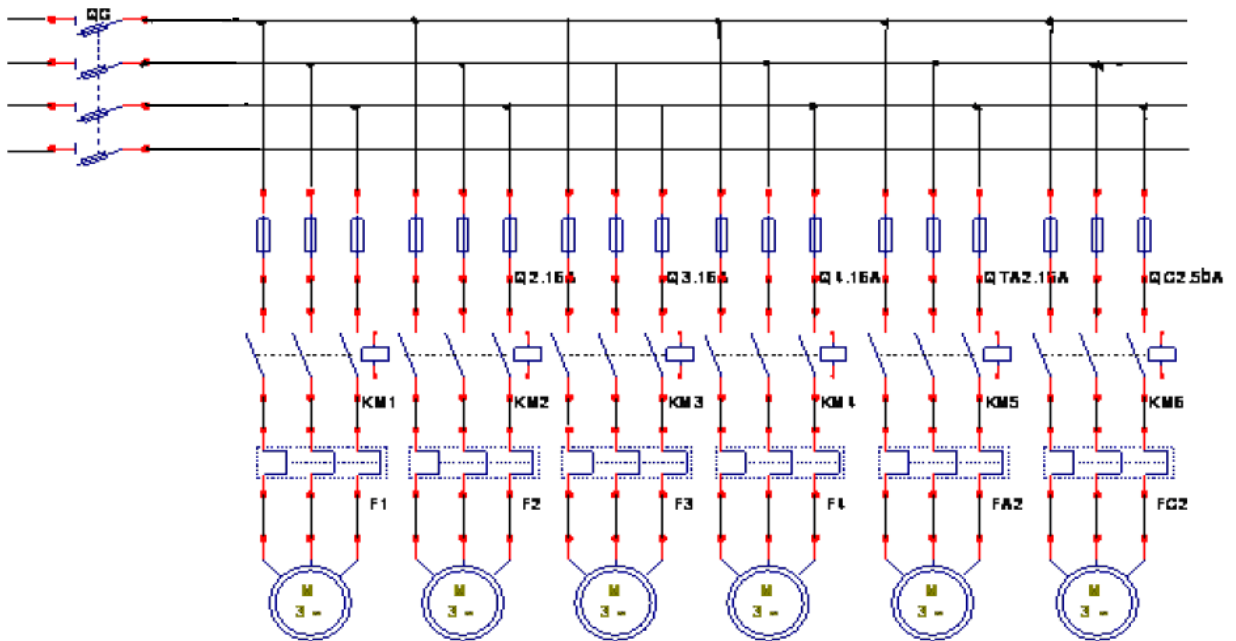 QG
Q2.16A Q3.16A Q4.16A QTA2.16A QC2.50A
KM1 KM2 KM3 KM4 KM5 KM6
F1 F2 F3 F4 FA2 FC2
M M M M M M
3 ~ 3 ~ 3 ~ 3 ~ 3 ~ 3 ~